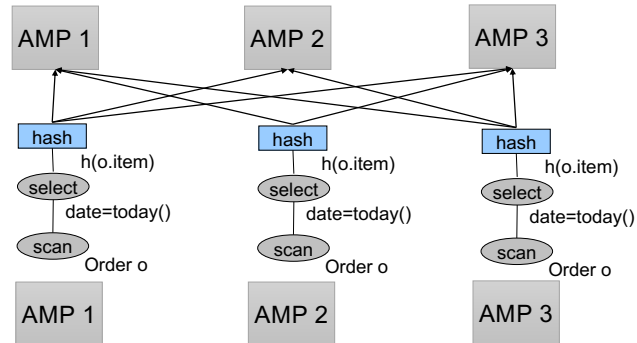 AMP 1 AMP 2 AMP 3
hash hash hash
h(o.item) h(o.item) h(o.item)
select select select
date=today() date=today() date=today()
scan scan scan
Order o Order o Order o
AMP 1 AMP 2 AMP 3